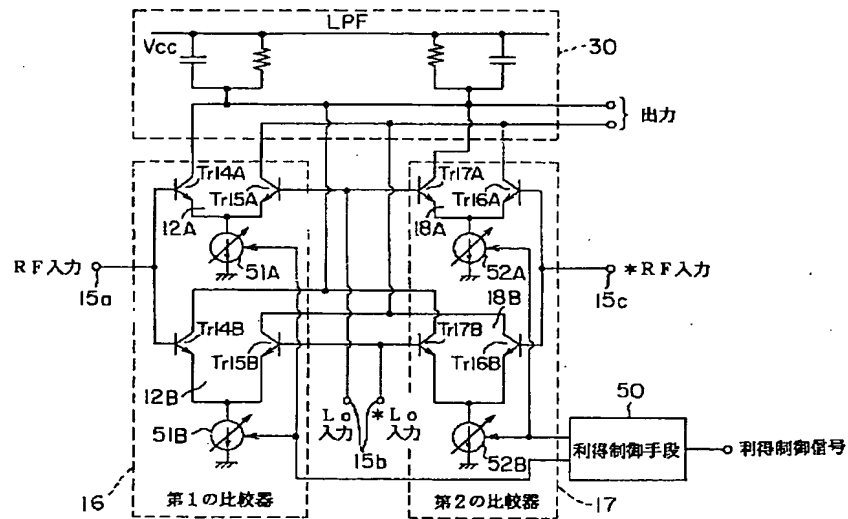 LPF
Vcc
30
出力
Tr14A
Tr15A
Tr17A
Tr16A
12A
18A
RF入力
15a
51A
52A
*RF入力
15c
18B
Tr14B
Tr15B
Tr17B
Tr16B
12B
Lo
入力
*Lo
入力
50
51B
15b
52B
利得制御手段
利得制御信号
16
第1の比較器
第2の比較器
17